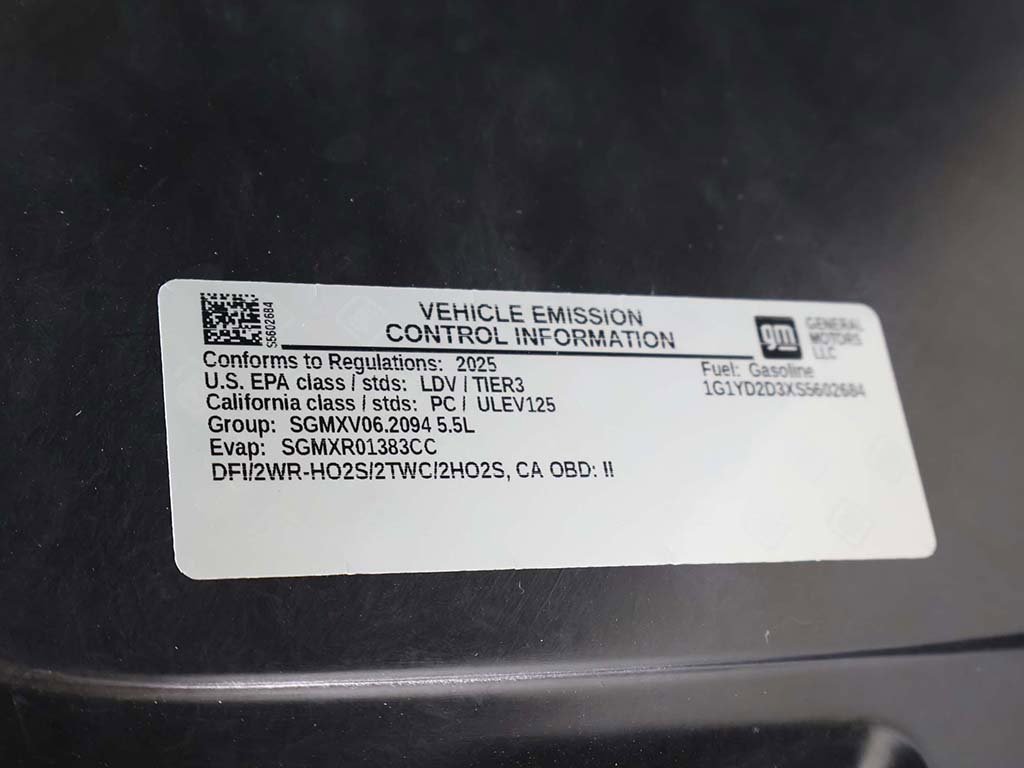 S5602684
VEHICLE EMISSION
CONTROL INFORMATION
gm GENERAL
MOTORS
LLC
Conforms to Regulations: 2025
Fuel: Gasoline
U.S. EPA class / stds: LDV / TIER3
1G1YD2D3XS5602684
California class / stds: PC / ULEV125
Group: SGMXV06.2094 5.5L
Evap: SGMXR01383CC
DFI/2WR-HO2S/2TWC/2HO2S, CA OBD: II